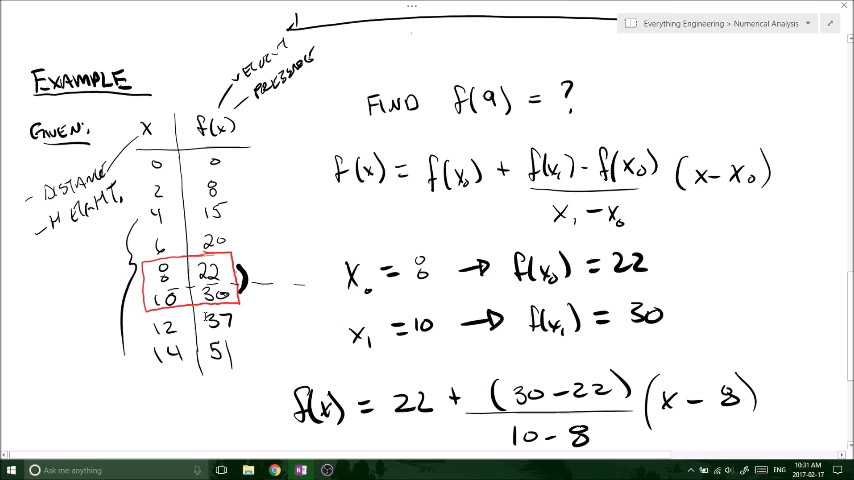 Everything Engineering » Numerical Analysis
EXAMPLE
VELOCITY
PRESSURE
GIVEN:
x f(x)
- DISTANCE
- HEIGHT.
0 0
2 8
4 15
6 20
8 22
10 30
12 37
14 51
FIND f(9) = ?
f(x) = f(x₀) + f(x₁) - f(x₀) (x - x₀)
x₁ - x₀
x₀ = 8 → f(x₀) = 22
x₁ = 10 → f(x₁) = 30
f(x) = 22 + (30 - 22) (x - 8)
10 - 8
Ask me anything
10:31 AM
2017-02-17